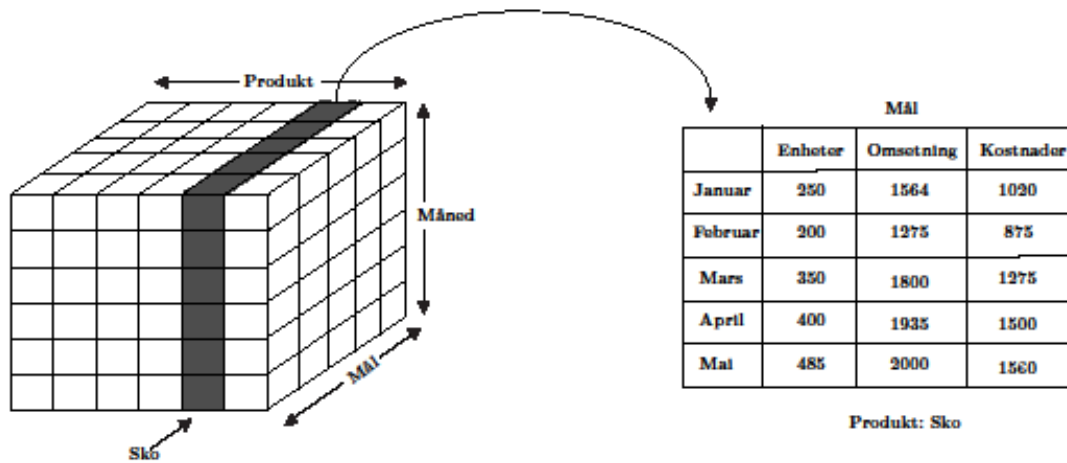 Produkt
Måned
Mål
Sko
Mål
Enheter Omsetning Kostnader
Januar 250 1564 1020
Februar 200 1275 875
Mars 350 1800 1275
April 400 1935 1500
Mai 485 2000 1560
Produkt: Sko